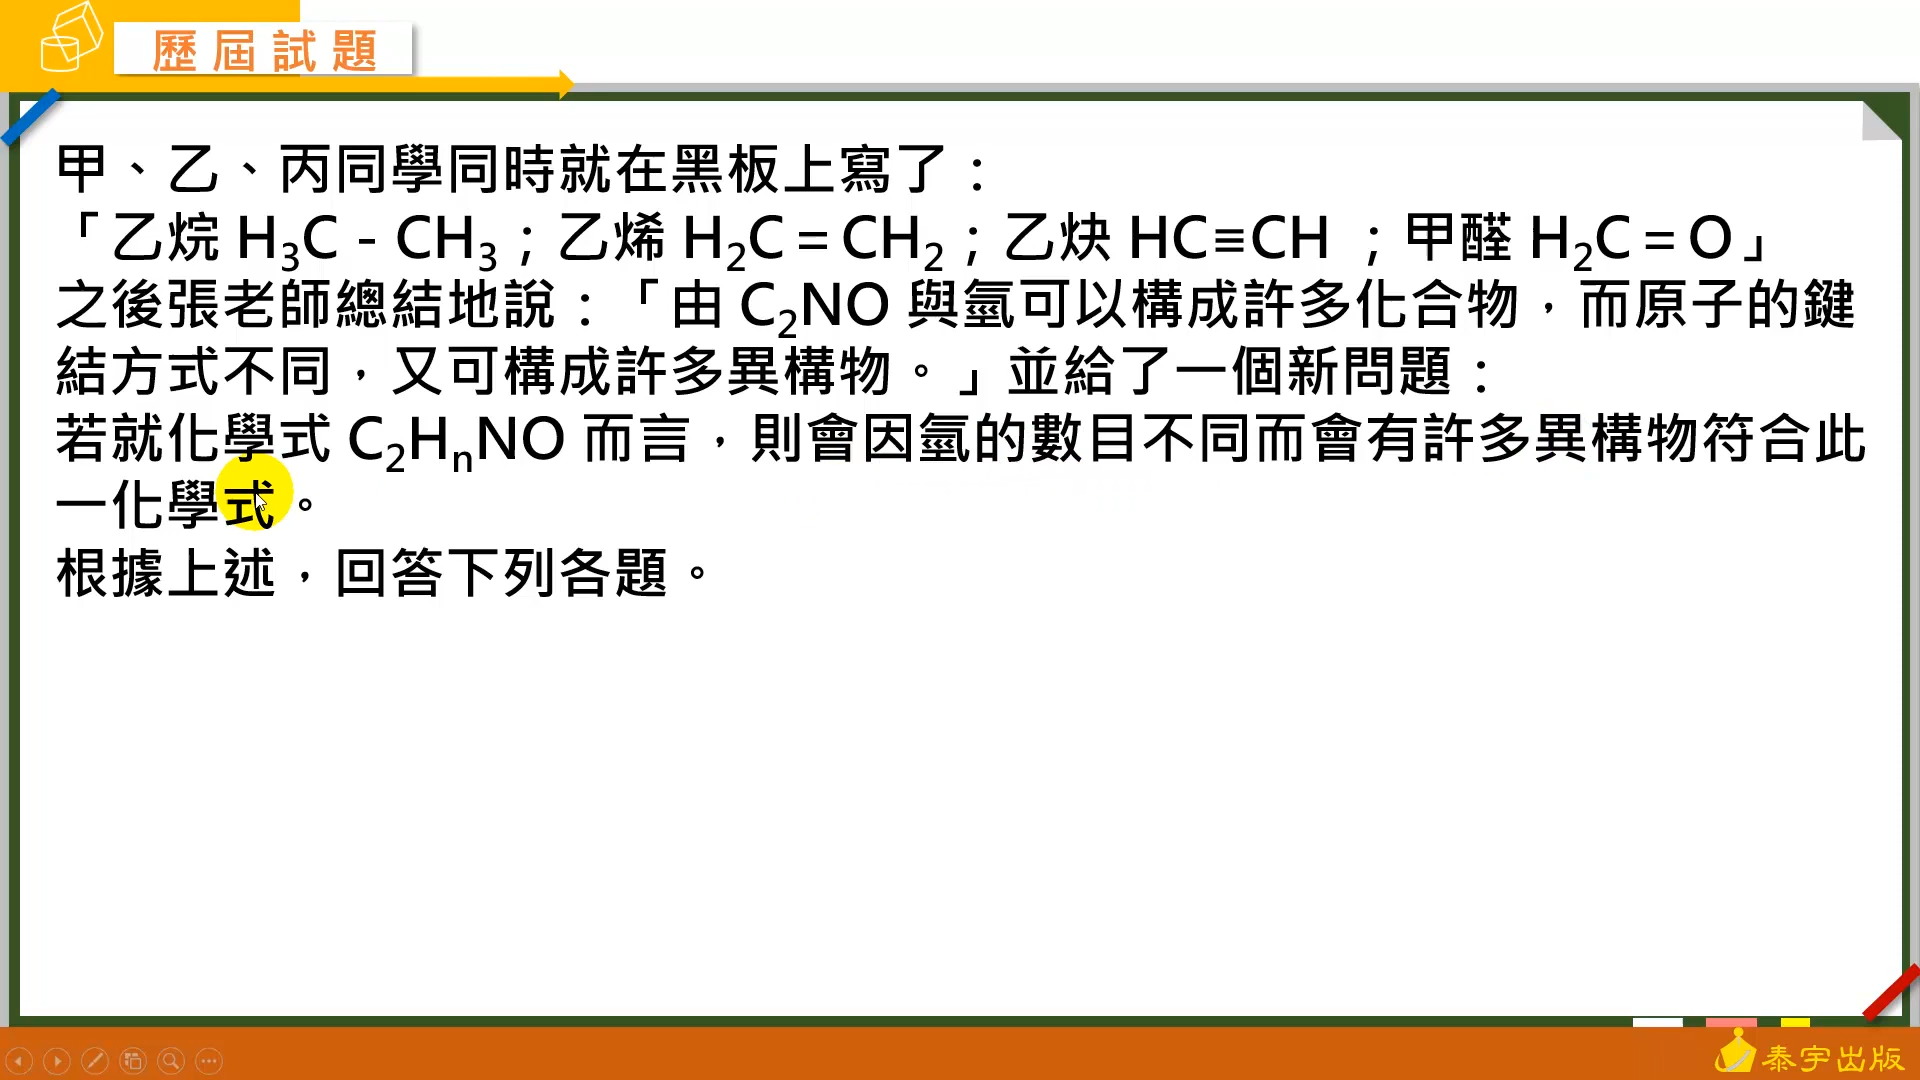 歷屆試題
甲、乙、丙同學同時就在黑板上寫了：
「乙烷 H₃C - CH₃；乙烯 H₂C = CH₂；乙炔 HC≡CH ；甲醛 H₂C = O」
之後張老師總結地說：「由 C₂NO 與氫可以構成許多化合物，而原子的鍵
結方式不同，又可構成許多異構物。」並給了一個新問題：
若就化學式 C₂HₙNO 而言，則會因氫的數目不同而會有許多異構物符合此
一化學式。
根據上述，回答下列各題。
泰宇出版